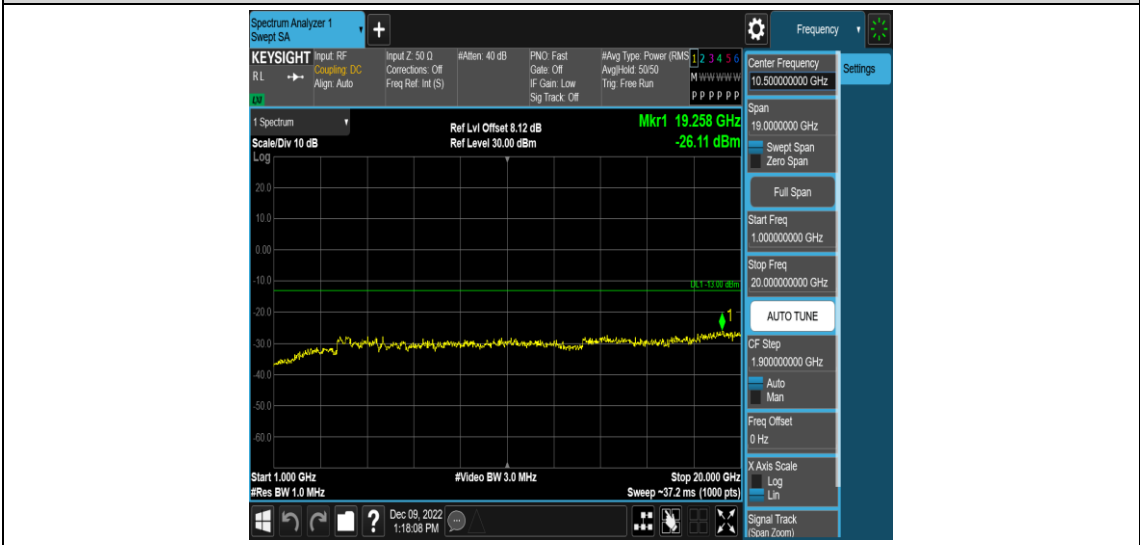 Spectrum Analyzer 1
Swept SA
+
Frequency
KEYSIGHT
RL
LXI
Input: RF
Coupling: DC
Align: Auto
Input Z: 50 Ω
Corrections: Off
Freq Ref: Int (S)
#Atten: 40 dB
PNO: Fast
Gate: Off
IF Gain: Low
Sig Track: Off
#Avg Type: Power (RMS
Avg|Hold: 50/50
Trig: Free Run
1 2 3 4 5 6
M W W W W W
P P P P P P
1 Spectrum
Scale/Div 10 dB
Log
Ref Lvl Offset 8.12 dB
Ref Level 30.00 dBm
Mkr1 19.258 GHz
-26.11 dBm
20.0
10.0
0.00
-10.0
DL1 -13.00 dBm
-20.0
1
-30.0
-40.0
-60.0
Start 1.000 GHz
#Video BW 3.0 MHz
Stop 20.000 GHz
#Res BW 1.0 MHz
Sweep ~37.2 ms (1000 pts)
?
Dec 09, 2022
1:18:08 PM
Center Frequency
10.500000000 GHz
Settings
Span
19.0000000 GHz
Swept Span
Zero Span
Full Span
Start Freq
1.000000000 GHz
Stop Freq
20.000000000 GHz
AUTO TUNE
CF Step
1.900000000 GHz
Auto
Man
Freq Offset
0 Hz
X Axis Scale
Log
Lin
Signal Track
(Span Zoom)